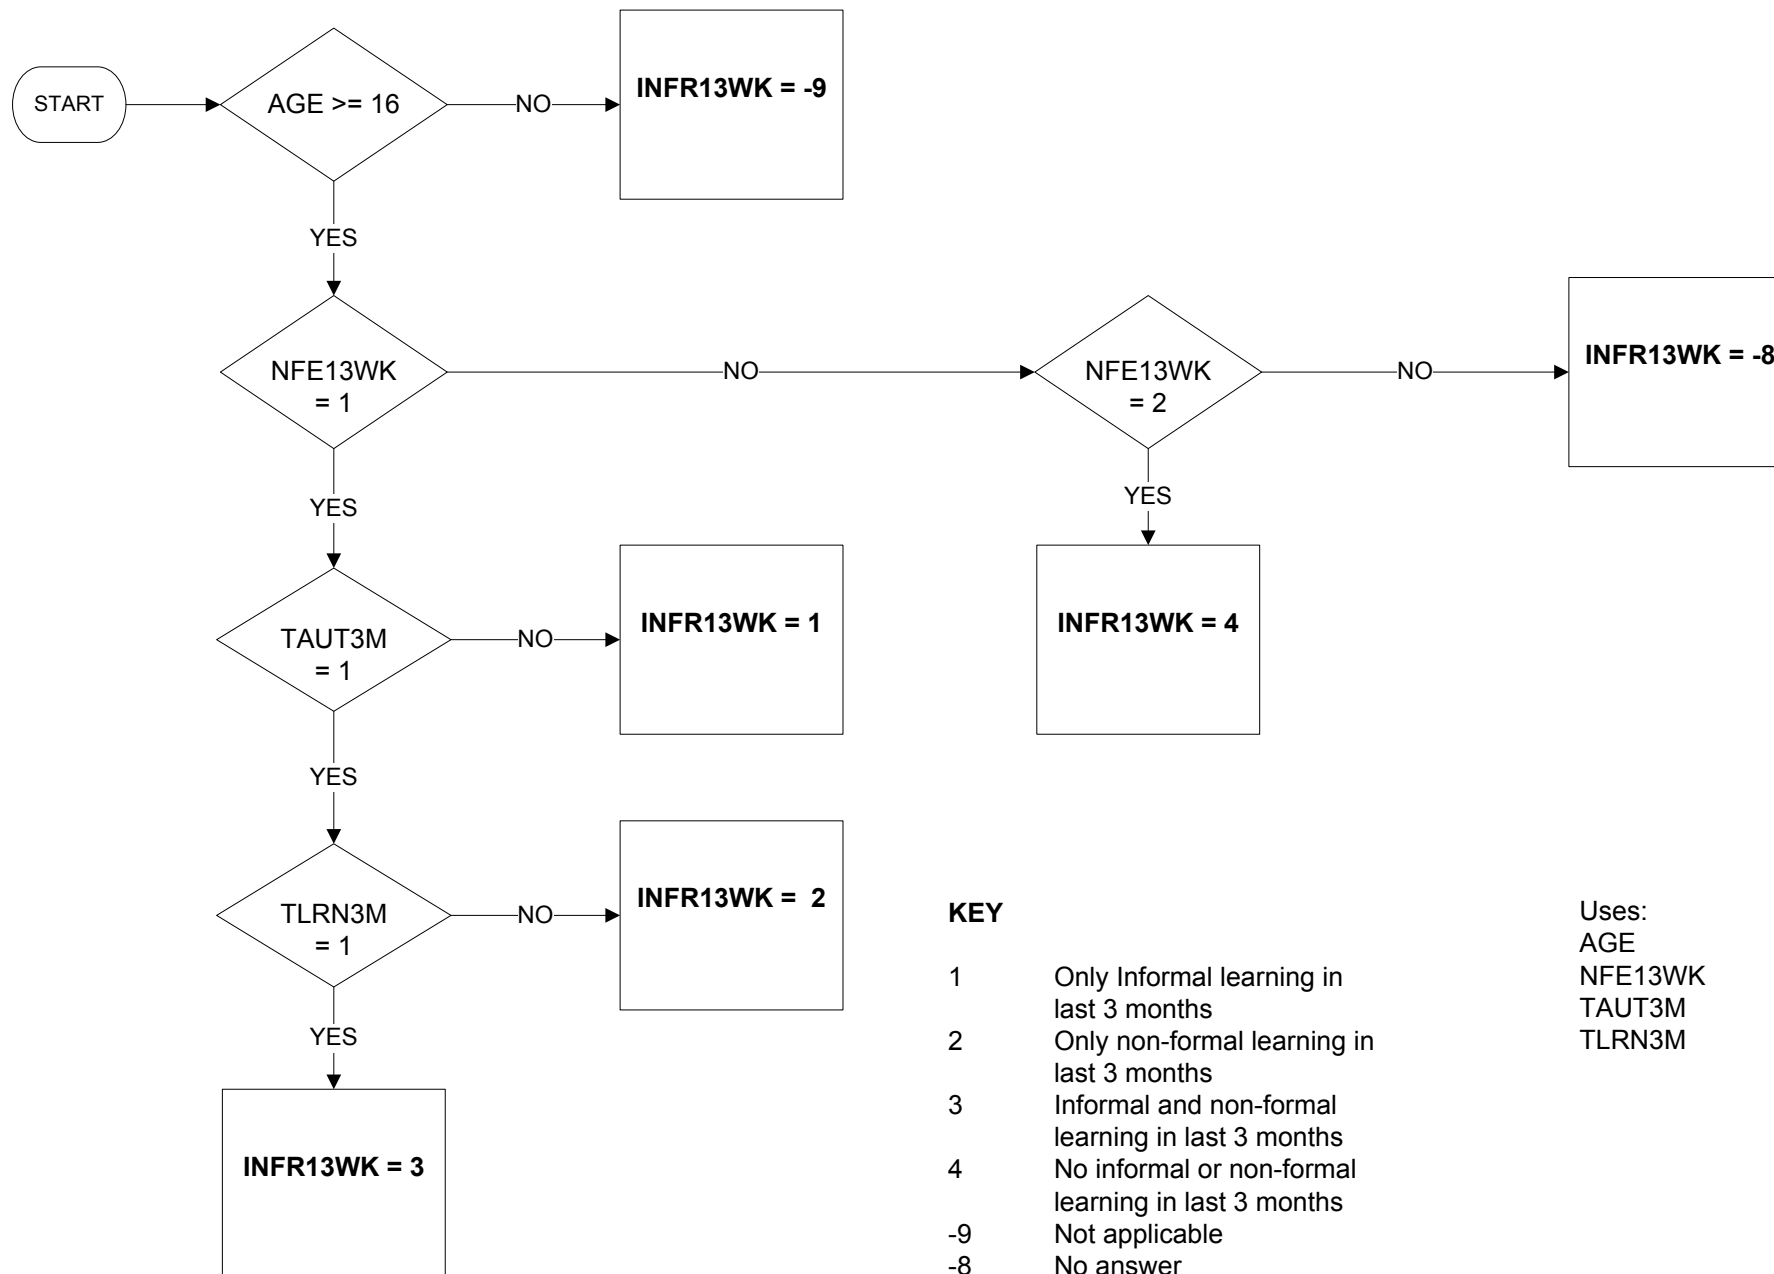 START
AGE >= 16
NO
INFR13WK = -9
YES
NFE13WK
= 1
NO
NFE13WK
= 2
NO
INFR13WK = -8
YES
YES
TAUT3M
= 1
NO
INFR13WK = 1
INFR13WK = 4
YES
TLRN3M
= 1
NO
INFR13WK =  2
YES
INFR13WK = 3
KEY
1 Only Informal learning in
last 3 months
2 Only non-formal learning in
last 3 months
3 Informal and non-formal
learning in last 3 months
4 No informal or non-formal
learning in last 3 months
-9 Not applicable
-8 No answer
Uses:
AGE
NFE13WK
TAUT3M
TLRN3M